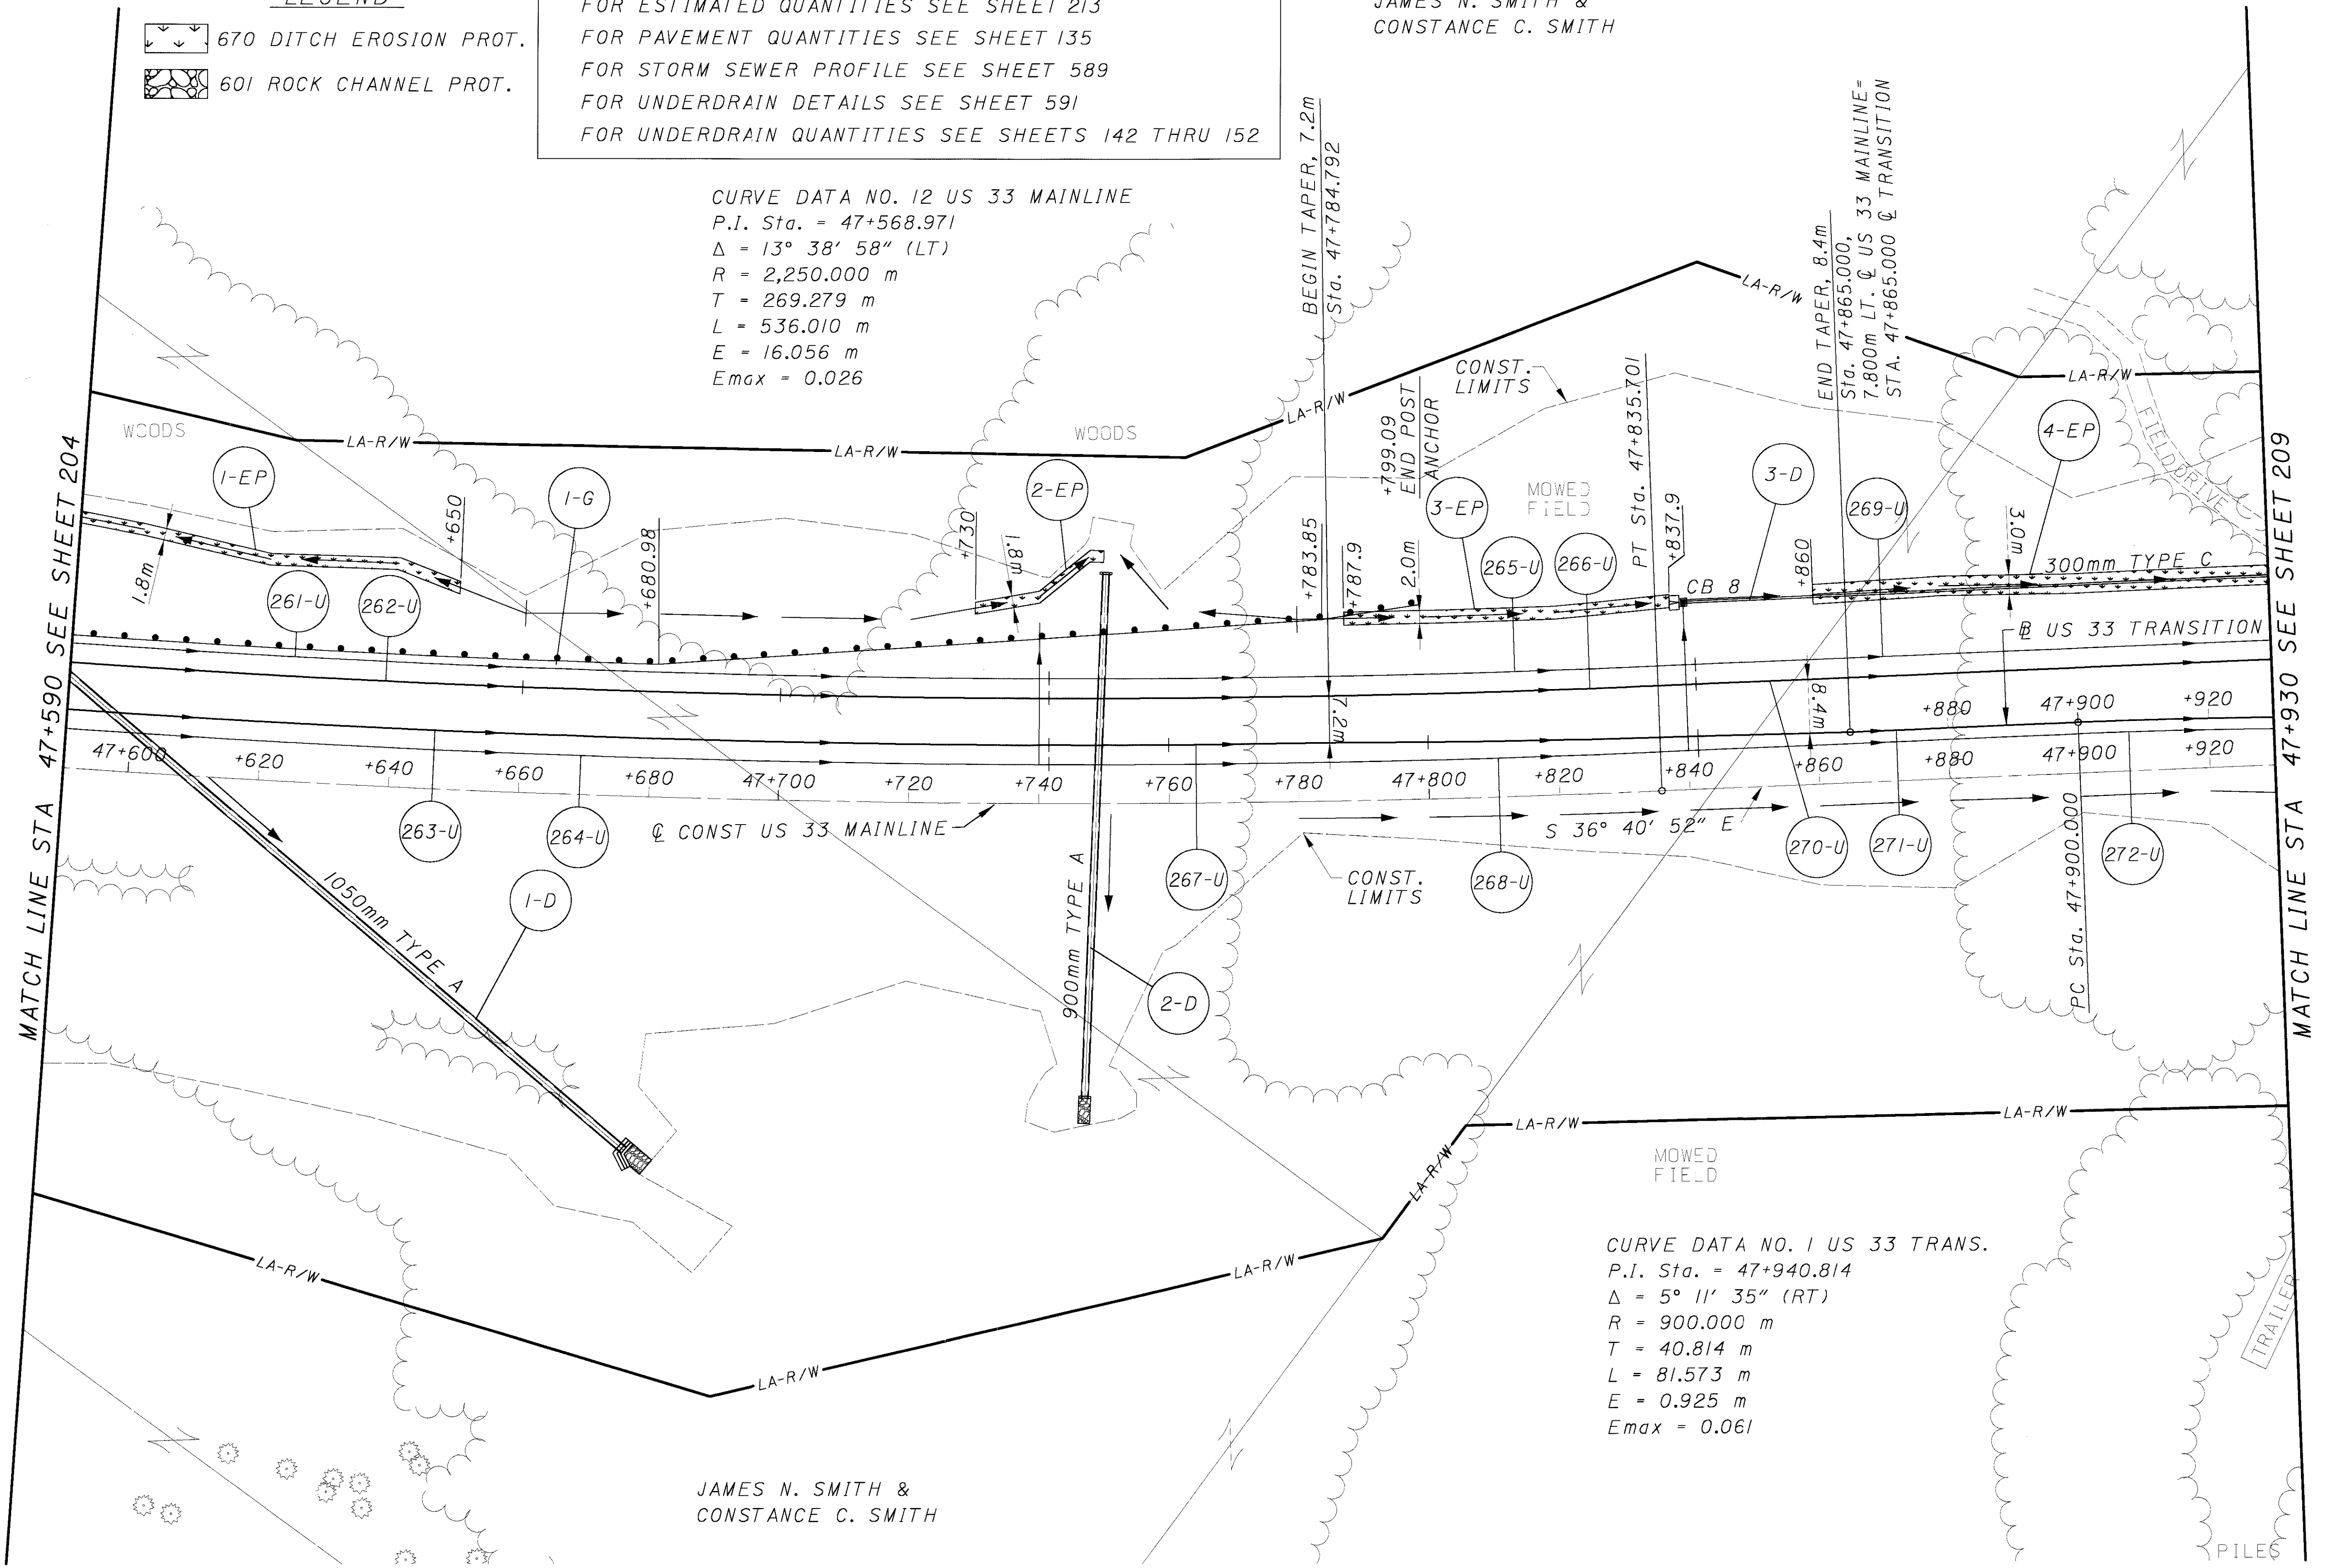 LEGEND
670 DITCH EROSION PROT.
601 ROCK CHANNEL PROT.
FOR ESTIMATED QUANTITIES SEE SHEET 213
FOR PAVEMENT QUANTITIES SEE SHEET 135
FOR STORM SEWER PROFILE SEE SHEET 589
FOR UNDERDRAIN DETAILS SEE SHEET 591
FOR UNDERDRAIN QUANTITIES SEE SHEETS 142 THRU 152
JAMES N. SMITH &
CONSTANCE C. SMITH
CURVE DATA NO. 12 US 33 MAINLINE
P.I. Sta. = 47+568.971
Δ = 13° 38' 58" (LT)
R = 2,250.000 m
T = 269.279 m
L = 536.010 m
E = 16.056 m
Emax = 0.026
BEGIN TAPER, 7.2m
Sta. 47+784.792
END TAPER, 8.4m
Sta. 47+865.000,
7.800m LT. ℄ US 33 MAINLINE=
STA. 47+865.000 ℄ TRANSITION
LA-R/W
LA-R/W
CONST.
LIMITS
LA-R/W
LA-R/W
LA-R/W
LA-R/W
WOODS
WOODS
MOWED
FIELD
FIELD DRIVE
+799.09
END POST
ANCHOR
PT Sta. 47+835.701
+837.9
1-EP
1-G
2-EP
3-EP
3-D
4-EP
+650
+680.98
+730
+783.85
+787.9
+860
1.8m
1.8m
2.0m
3.0m
261-U
262-U
265-U
266-U
269-U
CB 8
300mm TYPE C
℄ US 33 TRANSITION
7.2m
8.4m
+880
47+900
+920
47+600
+620
+640
+660
+680
47+700
+720
+740
+760
+780
47+800
+820
+840
+860
+880
47+900
+920
263-U
264-U
℄ CONST US 33 MAINLINE
S 36° 40' 52" E
267-U
CONST.
LIMITS
268-U
270-U
271-U
272-U
PC Sta. 47+900.000
1050mm TYPE A
1-D
900mm TYPE A
2-D
MATCH LINE STA 47+590 SEE SHEET 204
MATCH LINE STA 47+930 SEE SHEET 209
LA-R/W
LA-R/W
LA-R/W
LA-R/W
LA-R/W
LA-R/W
MOWED
FIELD
CURVE DATA NO. 1 US 33 TRANS.
P.I. Sta. = 47+940.814
Δ = 5° 11' 35" (RT)
R = 900.000 m
T = 40.814 m
L = 81.573 m
E = 0.925 m
Emax = 0.061
TRAILER
JAMES N. SMITH &
CONSTANCE C. SMITH
PILES